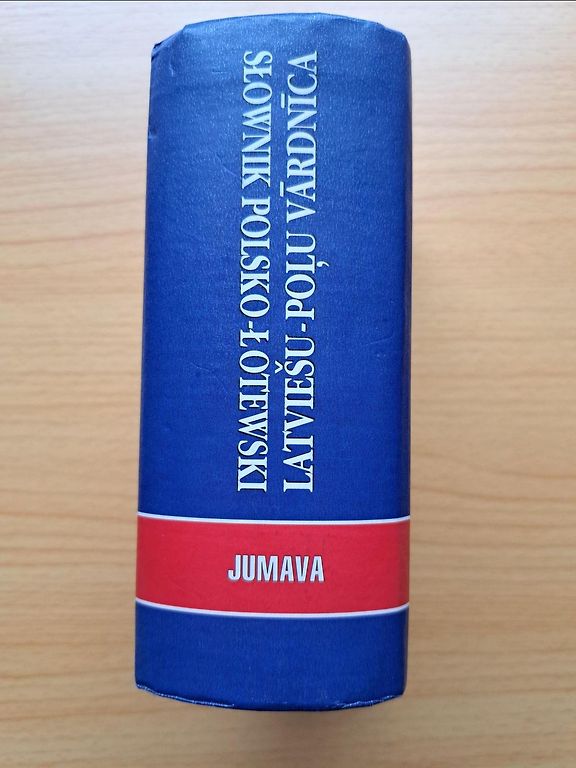 SŁOWNIK POLSKO-ŁOTEWSKI
LATVIEŠU-POĻU VĀRDNĪCA
JUMAVA